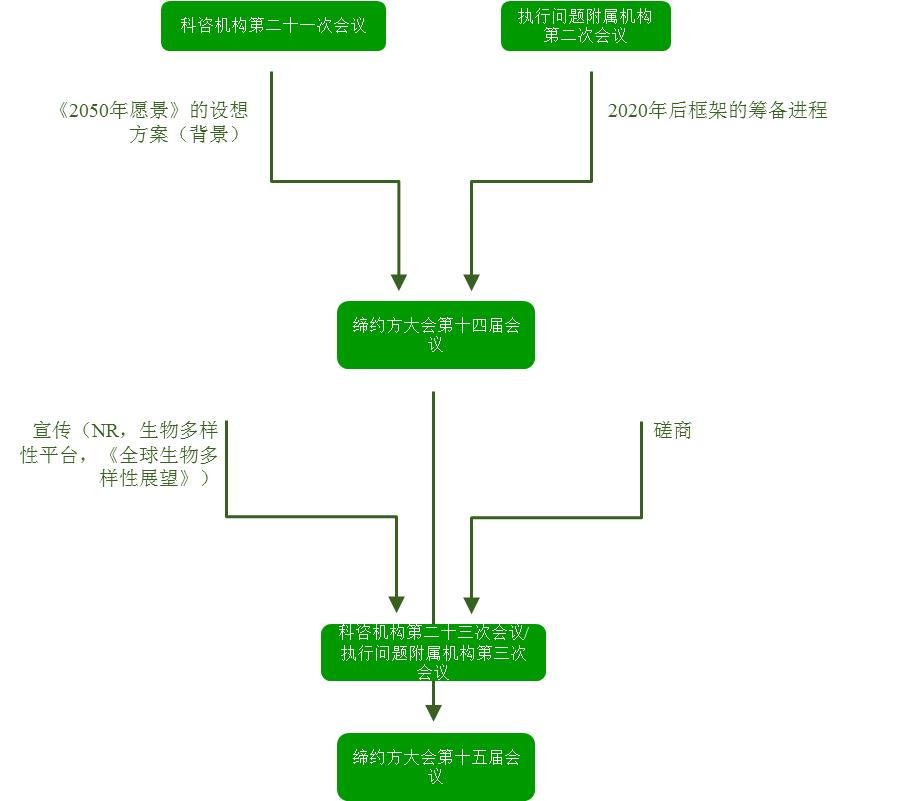 科咨机构第二十一次会议
执行问题附属机构
第二次会议
《2050年愿景》的设想
方案（背景）
2020年后框架的筹备进程
缔约方大会第十四届会
议
宣传（NR，生物多样
性平台，《全球生物多
样性展望》）
磋商
科咨机构第二十三次会议/
执行问题附属机构第三次
会议
缔约方大会第十五届会
议